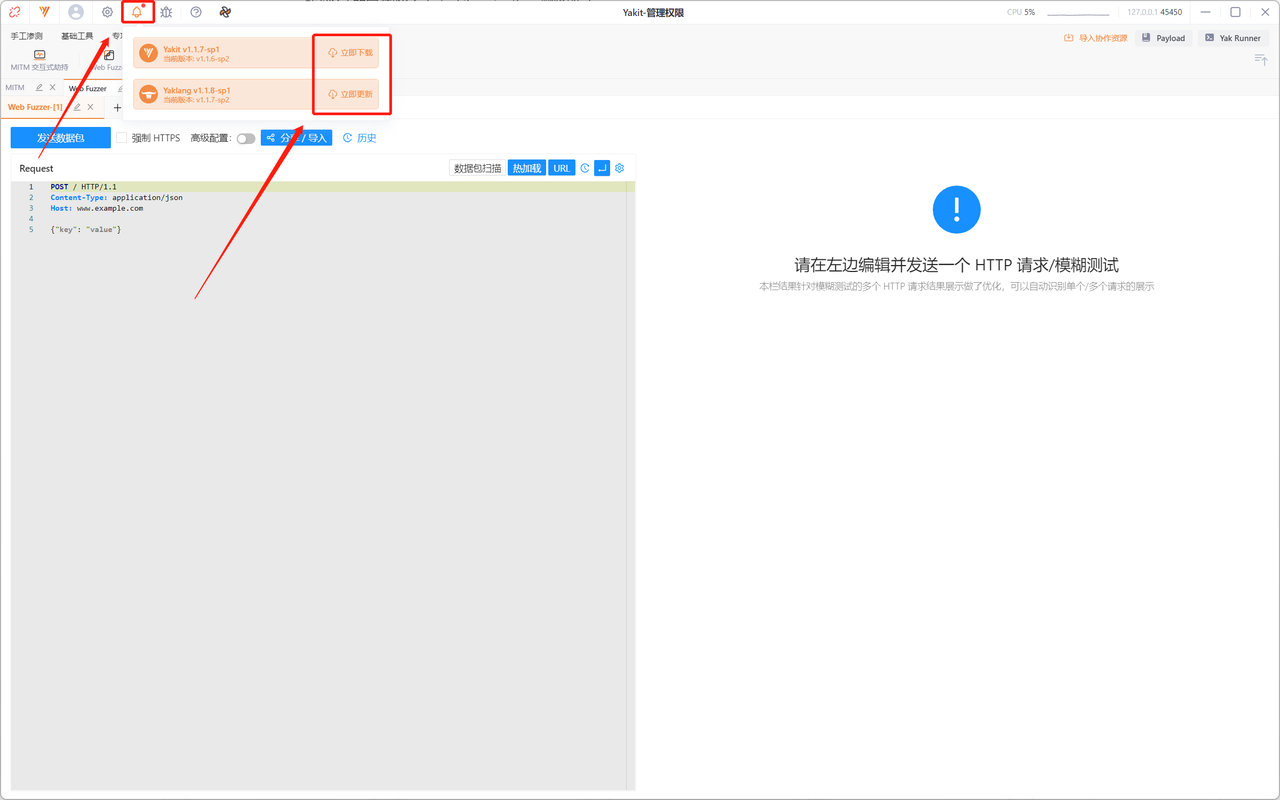 Yakit-管理权限
CPU 5%
127.0.0.1 45450
手工渗测
基础工具
导入协作资源
Payload
Yak Runner
MITM 交互式劫持
Yakit v1.1.7-sp1
当前版本: v1.1.6-sp2
立即下载
Yaklang v1.1.8-sp1
当前版本: v1.1.7-sp2
立即更新
MITM
Web Fuzzer
Web Fuzzer-[1]
发送数据包
强制 HTTPS
高级配置:
分享 / 导入
历史
Request
数据包扫描
热加载
URL
1 POST / HTTP/1.1
2 Content-Type: application/json
3 Host: www.example.com
4
5 {"key": "value"}
请在左边编辑并发送一个 HTTP 请求/模糊测试
本栏结果针对模糊测试的多个 HTTP 请求结果展示做了优化，可以自动识别单个/多个请求的展示